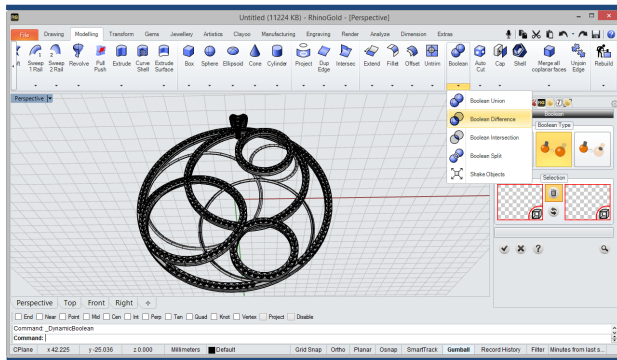 Untitled (11224 KB) - RhinoGold - [Perspective]
File Drawing Modelling Transform Gems Jewellery Artistics Clayoo Manufacturing Engraving Render Analyze Dimension Extras
Sweep 1 Rail Sweep 2 Rail Revolve Pull Push Extrude Curve Shell Extrude Surface Box Sphere Ellipsoid Cone Cylinder Project Dup Edge Intersec Extend Fillet Offset Untrim Boolean Auto Cut Cap Shell Merge all coplanar faces Unjoin Edge Rebuild
Perspective
Boolean Union
Boolean Difference
Boolean Intersection
Boolean Split
Shake Objects
Boolean
Boolean Type
Selection
Perspective Top Front Right
End Near Point Mid Cen Int Perp Tan Quad Knot Vertex Project Disable
Command: _DynamicBoolean
Command:
CPlane x 42.225 y -25.036 z 0.000 Millimeters Default Grid Snap Ortho Planar Osnap SmartTrack Gumball Record History Filter Minutes from last s...